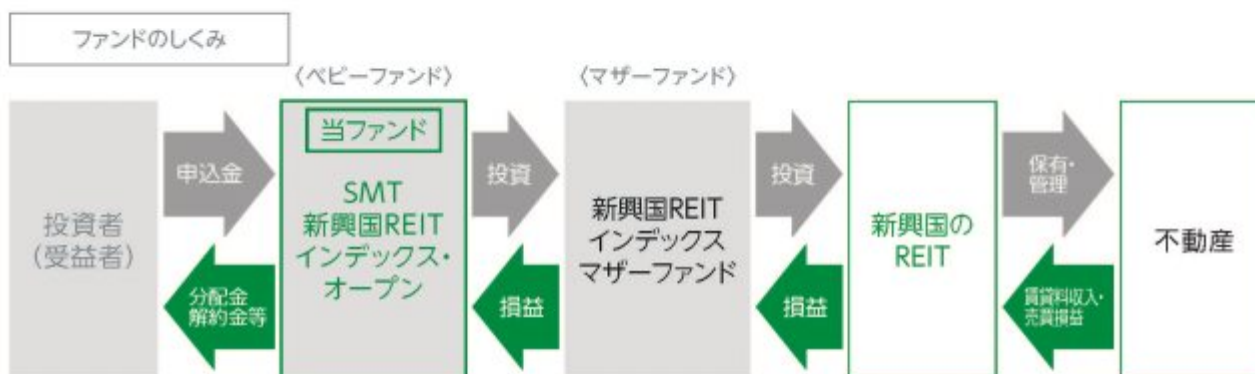 ファンドのしくみ
〈ベビーファンド〉
〈マザーファンド〉
投資者
(受益者)
申込金
分配金
解約金等
当ファンド
SMT
新興国REIT
インデックス・
オープン
投資
損益
新興国REIT
インデックス
マザーファンド
投資
損益
新興国の
REIT
保有・
管理
賃貸料収入・
売買損益
不動産